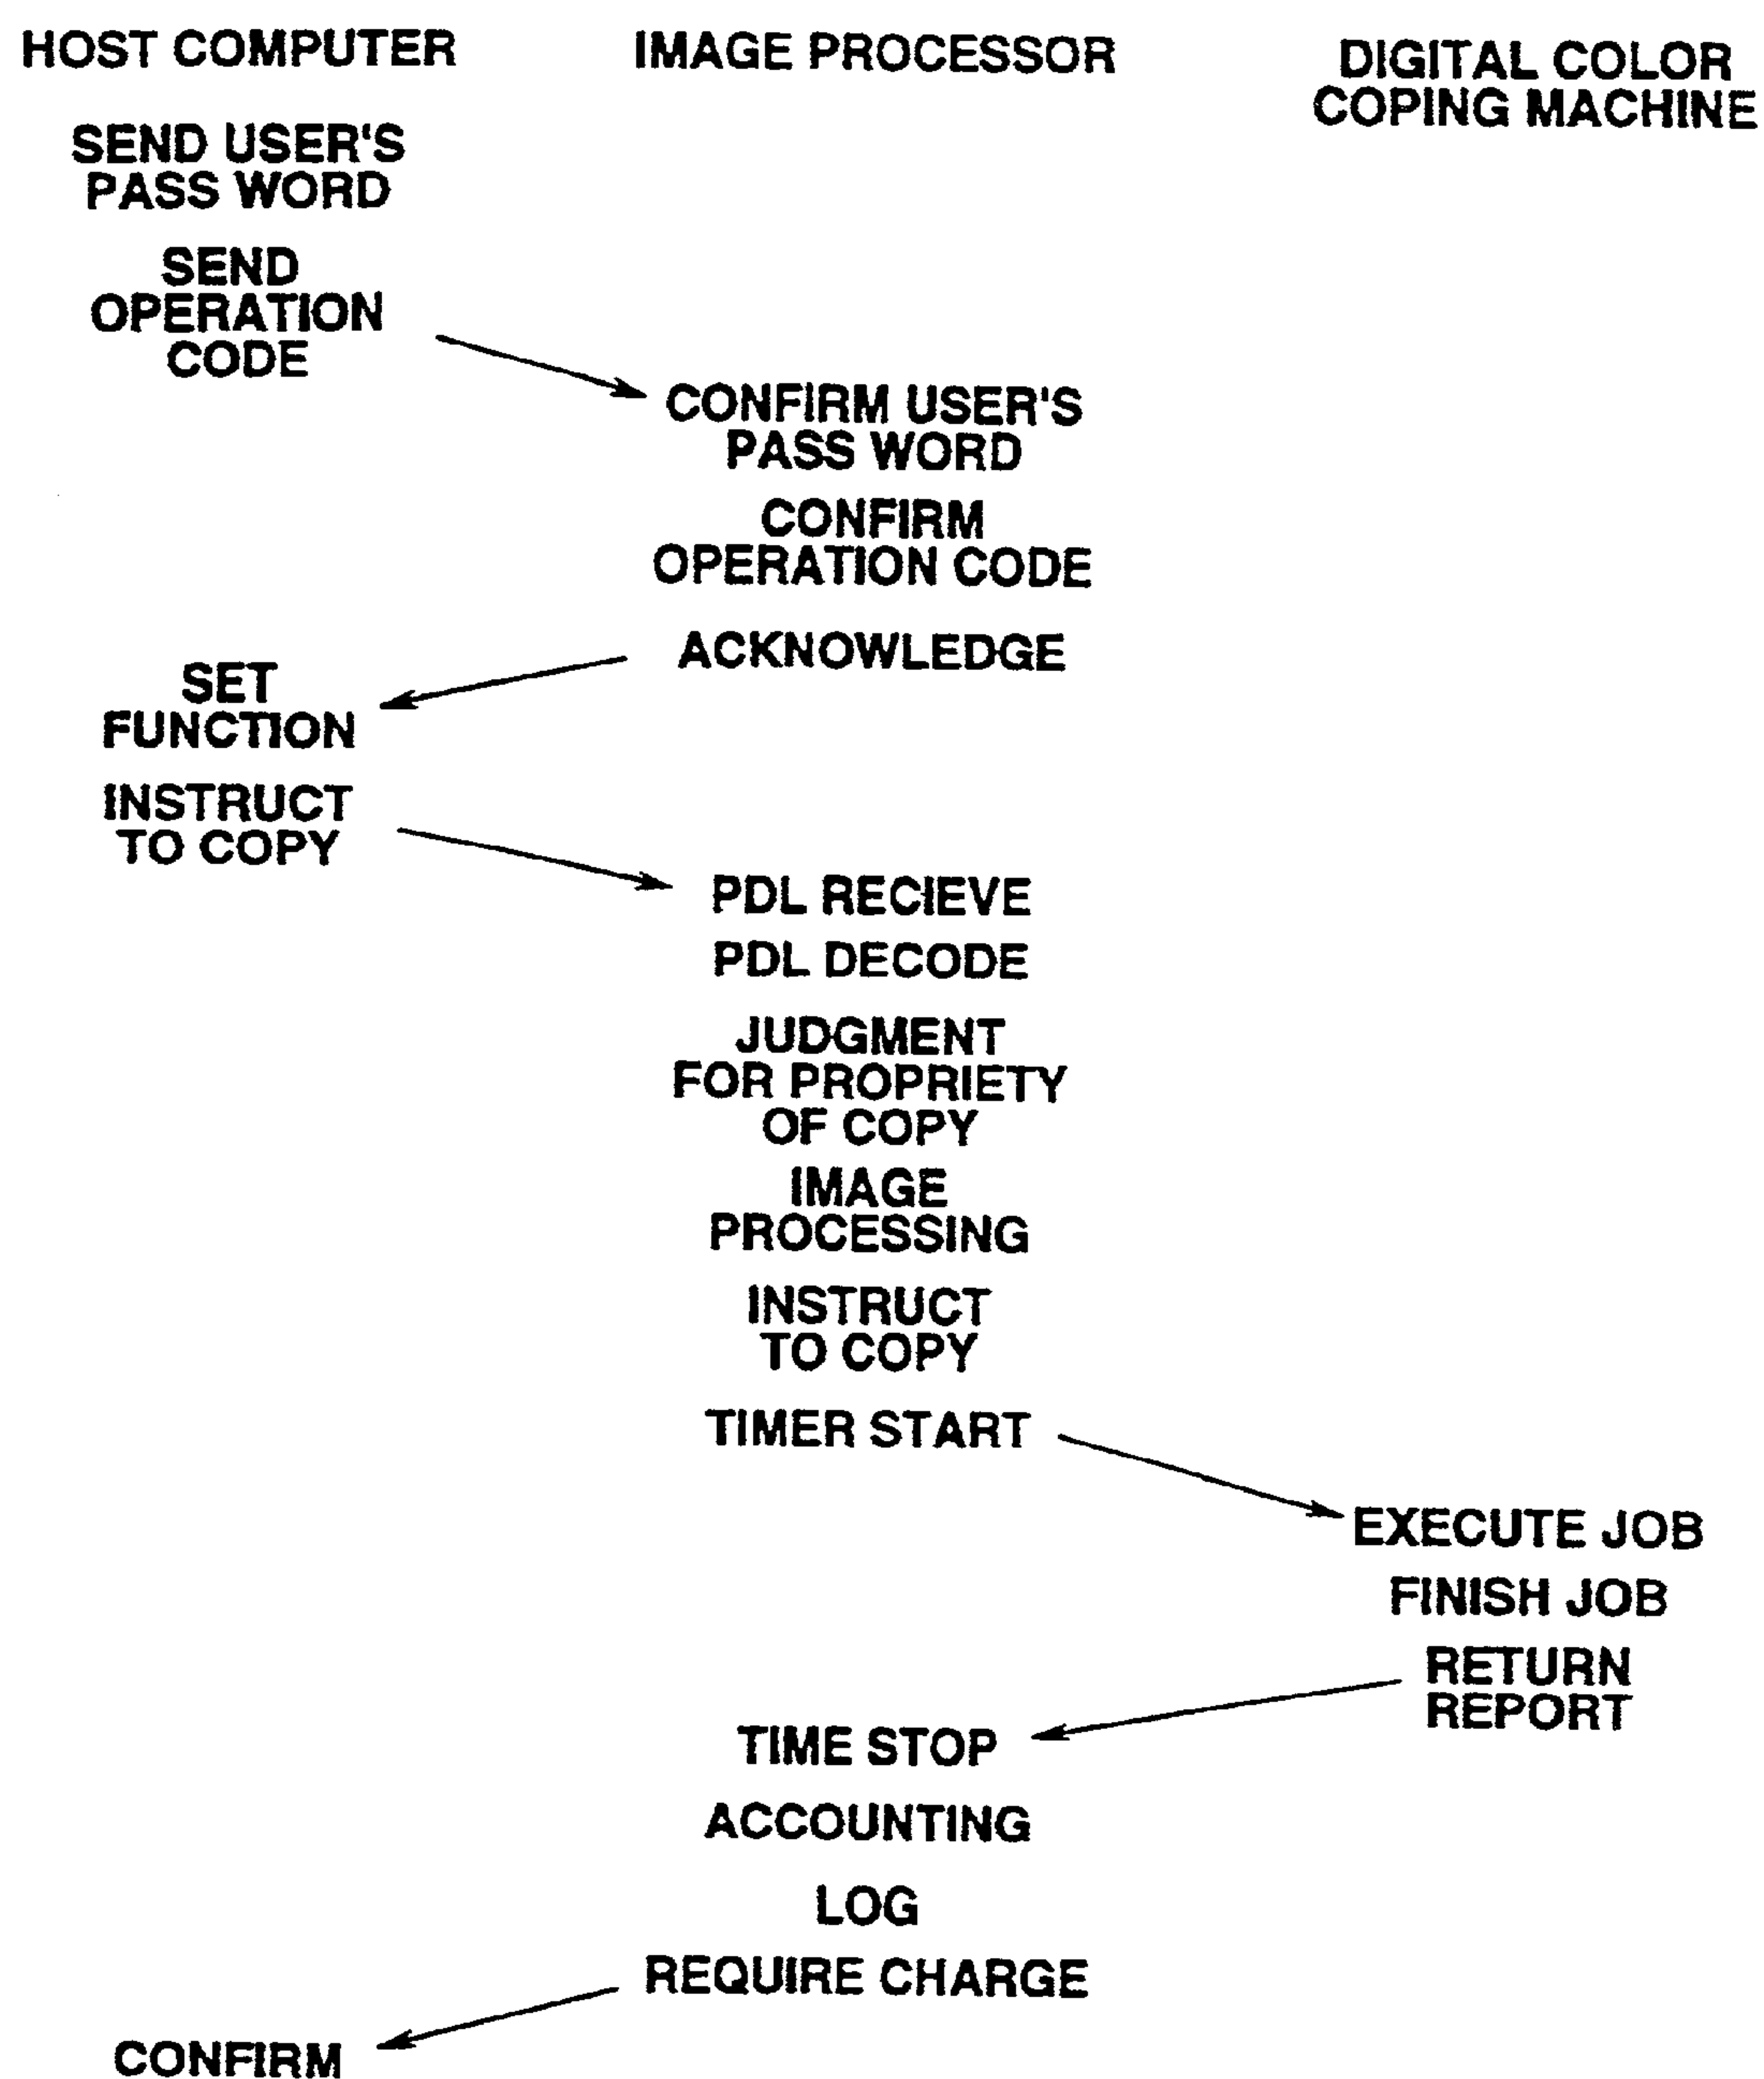 HOST COMPUTER
IMAGE PROCESSOR
DIGITAL COLOR
COPING MACHINE
SEND USER'S
PASS WORD
SEND
OPERATION
CODE
CONFIRM USER'S
PASS WORD
CONFIRM
OPERATION CODE
ACKNOWLEDGE
SET
FUNCTION
INSTRUCT
TO COPY
PDL RECIEVE
PDL DECODE
JUDGMENT
FOR PROPRIETY
OF COPY
IMAGE
PROCESSING
INSTRUCT
TO COPY
TIMER START
EXECUTE JOB
FINISH JOB
RETURN
REPORT
TIME STOP
ACCOUNTING
LOG
REQUIRE CHARGE
CONFIRM